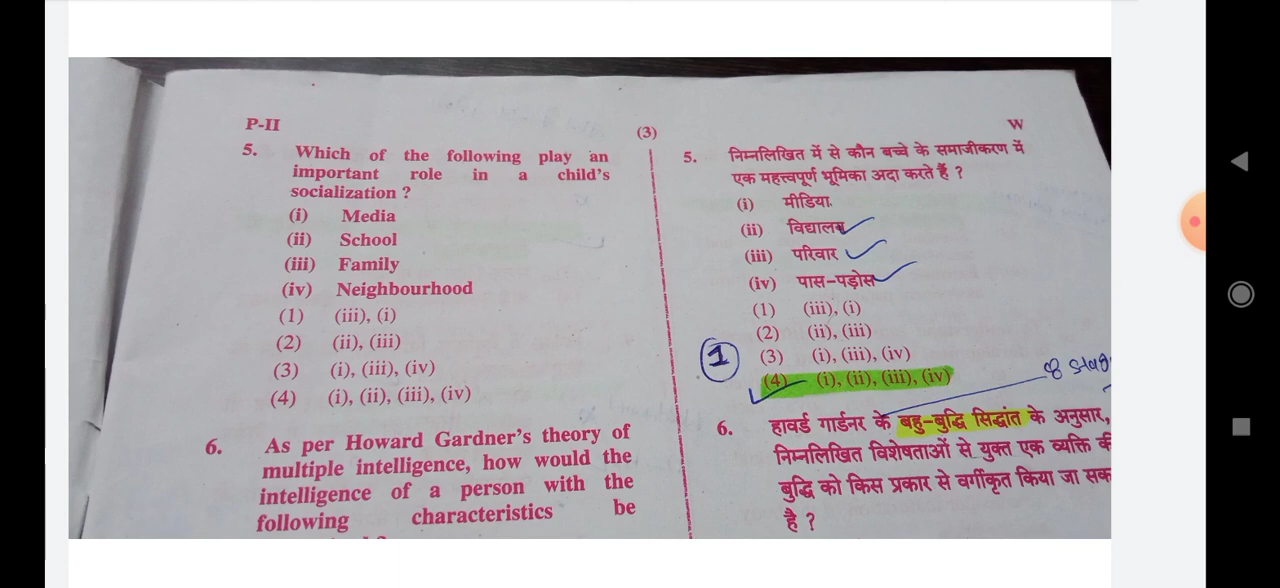 P-II
(3)
W
5. Which of the following play an
important role in a child's
socialization ?
(i) Media
(ii) School
(iii) Family
(iv) Neighbourhood
(1) (iii), (i)
(2) (ii), (iii)
(3) (i), (iii), (iv)
(4) (i), (ii), (iii), (iv)
6. As per Howard Gardner's theory of
multiple intelligence, how would the
intelligence of a person with the
following characteristics be
5. निम्नलिखित में से कौन बच्चे के समाजीकरण में
एक महत्त्वपूर्ण भूमिका अदा करते हैं ?
(i) मीडिया
(ii) विद्यालय
(iii) परिवार
(iv) पास-पड़ोस
(1) (iii), (i)
(2) (ii), (iii)
1
(3) (i), (iii), (iv)
(4) (i), (ii), (iii), (iv)
6. हावर्ड गार्डनर के बहु-बुद्धि सिद्धांत के अनुसार,
निम्नलिखित विशेषताओं से युक्त एक व्यक्ति की
बुद्धि को किस प्रकार से वर्गीकृत किया जा सक
है ?